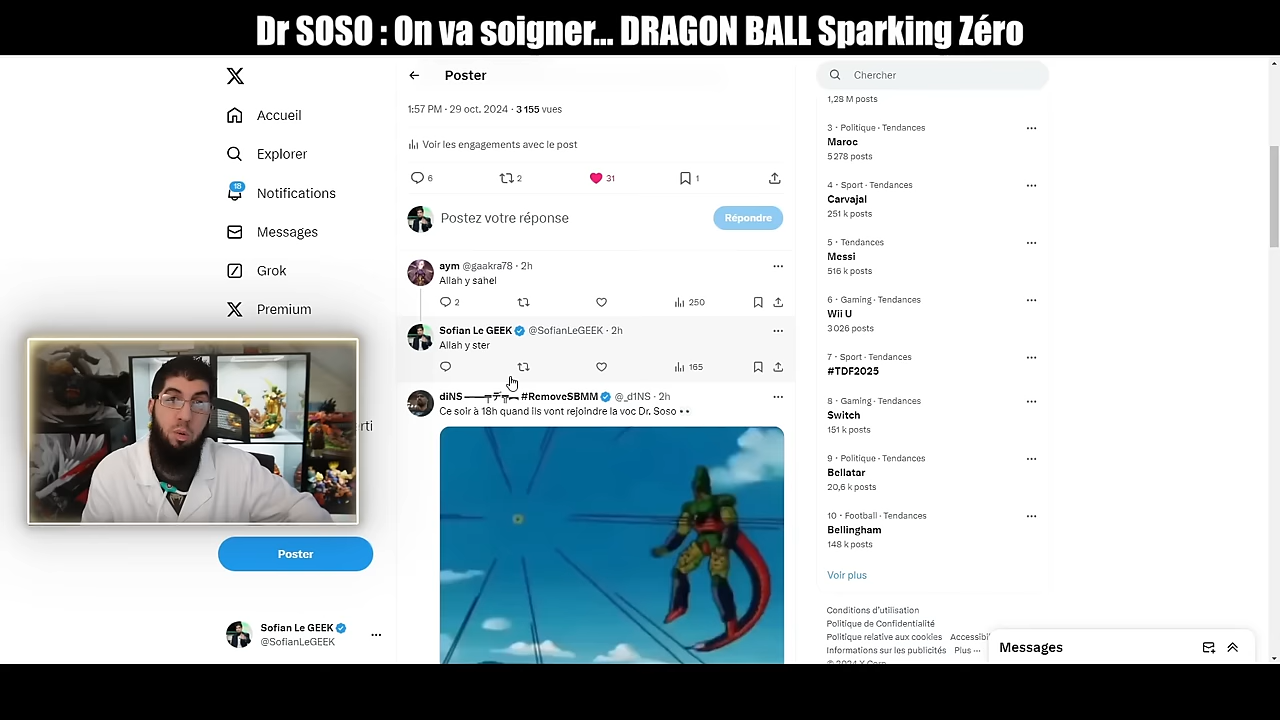 Dr SOSO : On va soigner... DRAGON BALL Sparking Zéro
Accueil
Explorer
18
Notifications
Messages
Grok
Premium
rti
Poster
Sofian Le GEEK
@SofianLeGEEK
Poster
1:57 PM · 29 oct. 2024 · 3 155 vues
Voir les engagements avec le post
6 2 31 1
Postez votre réponse
Répondre
aym @gaakra78 · 2h
Allah y sahel
2 250
Sofian Le GEEK @SofianLeGEEK · 2h
Allah y ster
165
diNS #RemoveSBMM @_d1NS · 2h
Ce soir à 18h quand ils vont rejoindre la voc Dr. Soso 👀
Chercher
1,28 M posts
3 · Politique · Tendances
Maroc
5 278 posts
4 · Sport · Tendances
Carvajal
251 k posts
5 · Tendances
Messi
516 k posts
6 · Gaming · Tendances
Wii U
3 026 posts
7 · Sport · Tendances
#TDF2025
8 · Gaming · Tendances
Switch
151 k posts
9 · Politique · Tendances
Bellatar
20,6 k posts
10 · Football · Tendances
Bellingham
148 k posts
Voir plus
Conditions d'utilisation
Politique de Confidentialité
Politique relative aux cookies Accessibil
Informations sur les publicités Plus ···
© 2024 X Corp.
Messages